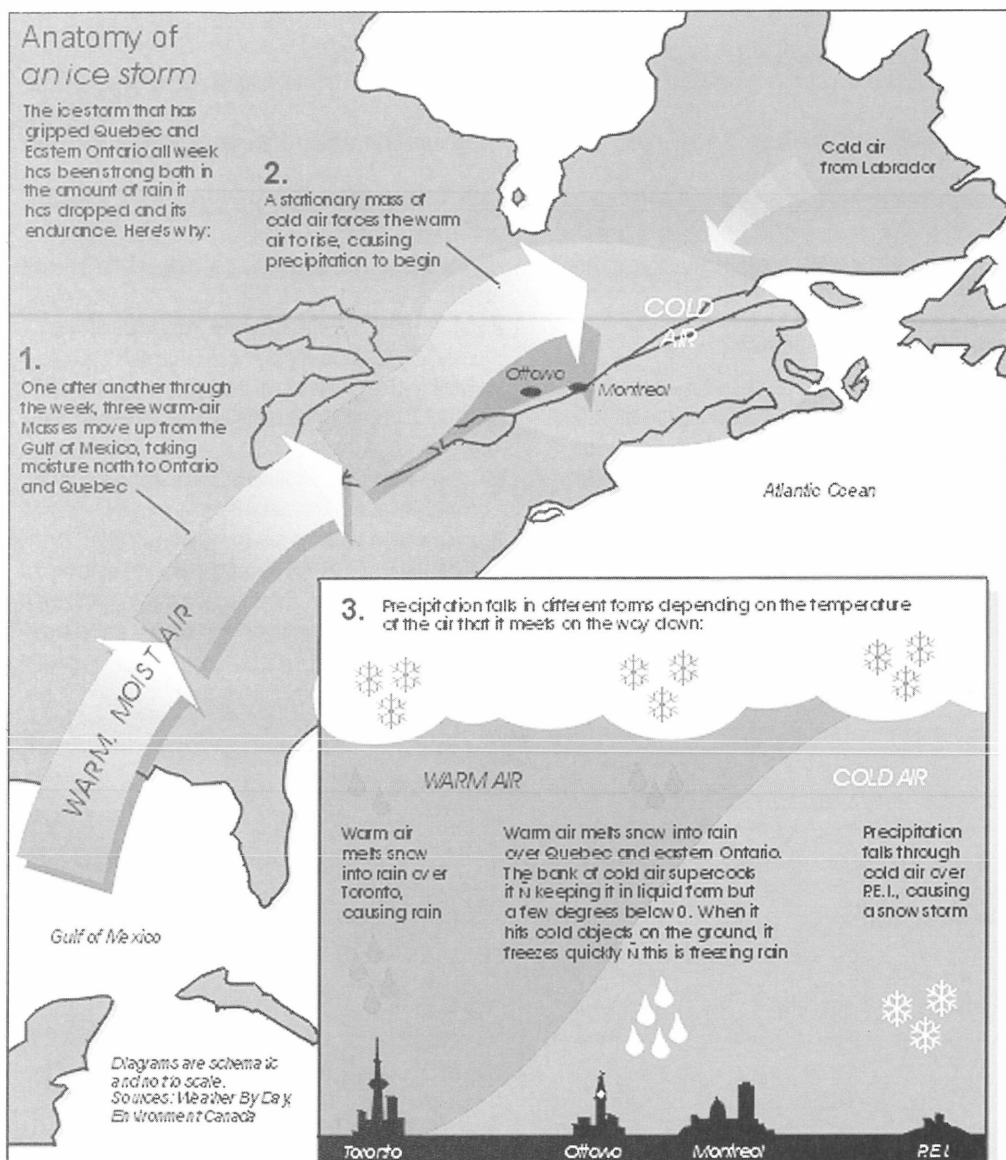 Anatomy of
an ice storm
The ice storm that has
gripped Quebec and
Eastern Ontario all week
has been strong both in
the amount of rain it
has dropped and its
endurance. Here's why:
2.
A stationary mass of
cold air forces the warm
air to rise, causing
precipitation to begin
Cold air
from Labrador
COLD
AIR
1.
One after another through
the week, three warm-air
Masses move up from the
Gulf of Mexico, taking
moisture north to Ontario
and Quebec
Ottawa
Montreal
Atlantic Ocean
WARM, MOIST AIR
Gulf of Mexico
3. Precipitation falls in different forms depending on the temperature
of the air that it meets on the way down:
WARM AIR
COLD AIR
Warm air
melts snow
into rain over
Toronto,
causing rain
Warm air melts snow into rain
over Quebec and eastern Ontario.
The bank of cold air supercools
it Ñ keeping it in liquid form but
a few degrees below 0. When it
hits cold objects on the ground, it
freezes quickly Ñ this is freezing rain
Precipitation
falls through
cold air over
P.E.I., causing
a snow storm
Diagrams are schematic
and not to scale.
Sources: Weather By Day,
Environment Canada
Toronto
Ottawa
Montreal
P.E.I.